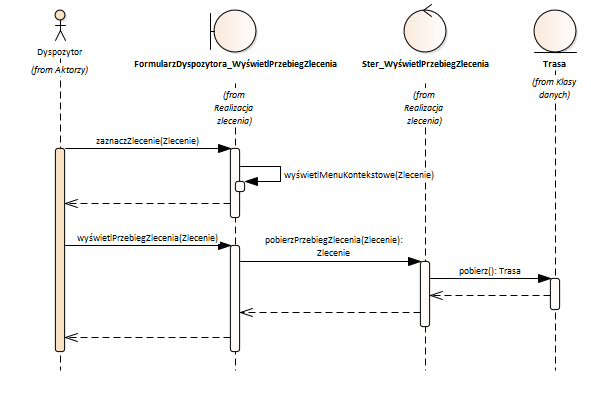 Dyspozytor
(from Aktorzy)
FormularzDyspozytora_WyświetlPrzebiegZlecenia
(from
Realizacja
zlecenia)
Ster_WyświetlPrzebiegZlecenia
(from
Realizacja
zlecenia)
Trasa
(from Klasy
danych)
zaznaczZlecenie(Zlecenie)
wyświetlMenuKontekstowe(Zlecenie)
wyświetlPrzebiegZlecenia(Zlecenie)
pobierzPrzebiegZlecenia(Zlecenie):
Zlecenie
pobierz(): Trasa